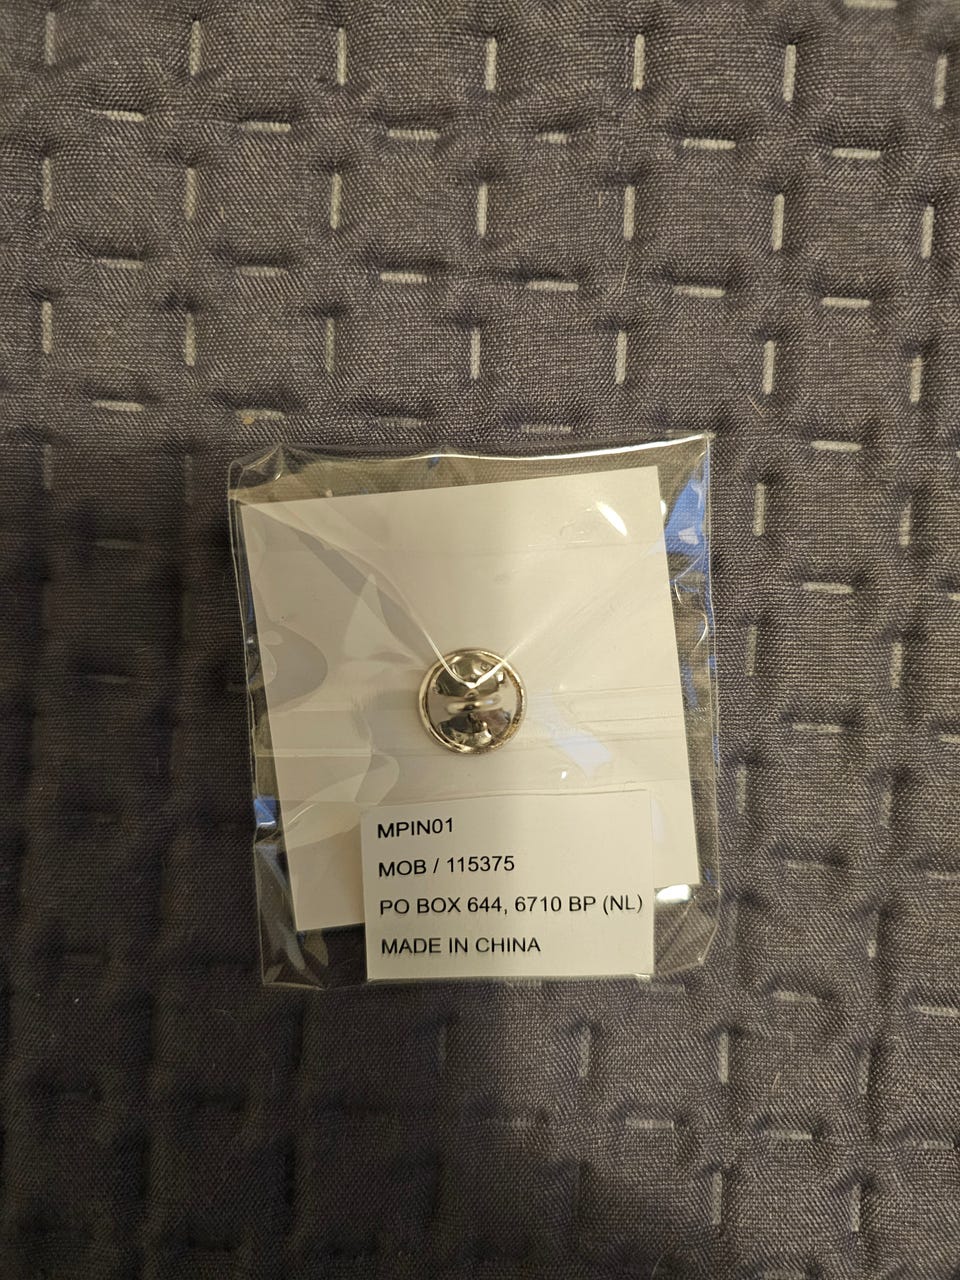 MPIN01
MOB / 115375
PO BOX 644, 6710 BP (NL)
MADE IN CHINA